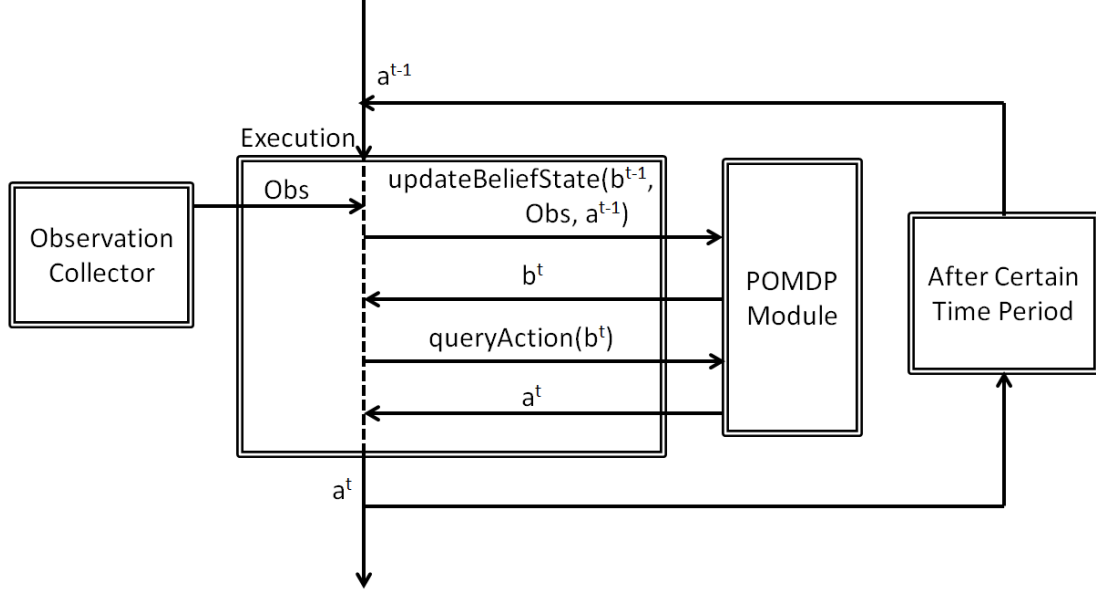 a^t-1
Execution
Obs
updateBeliefState(b^t-1,
Obs, a^t-1)
Observation
Collector
b^t
POMDP
Module
After Certain
Time Period
queryAction(b^t)
a^t
a^t